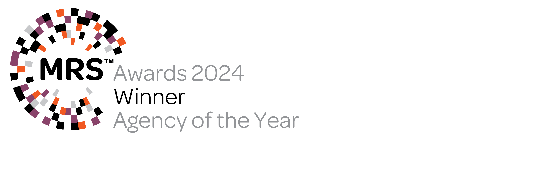 MRS™
Awards 2024
Winner
Agency of the Year